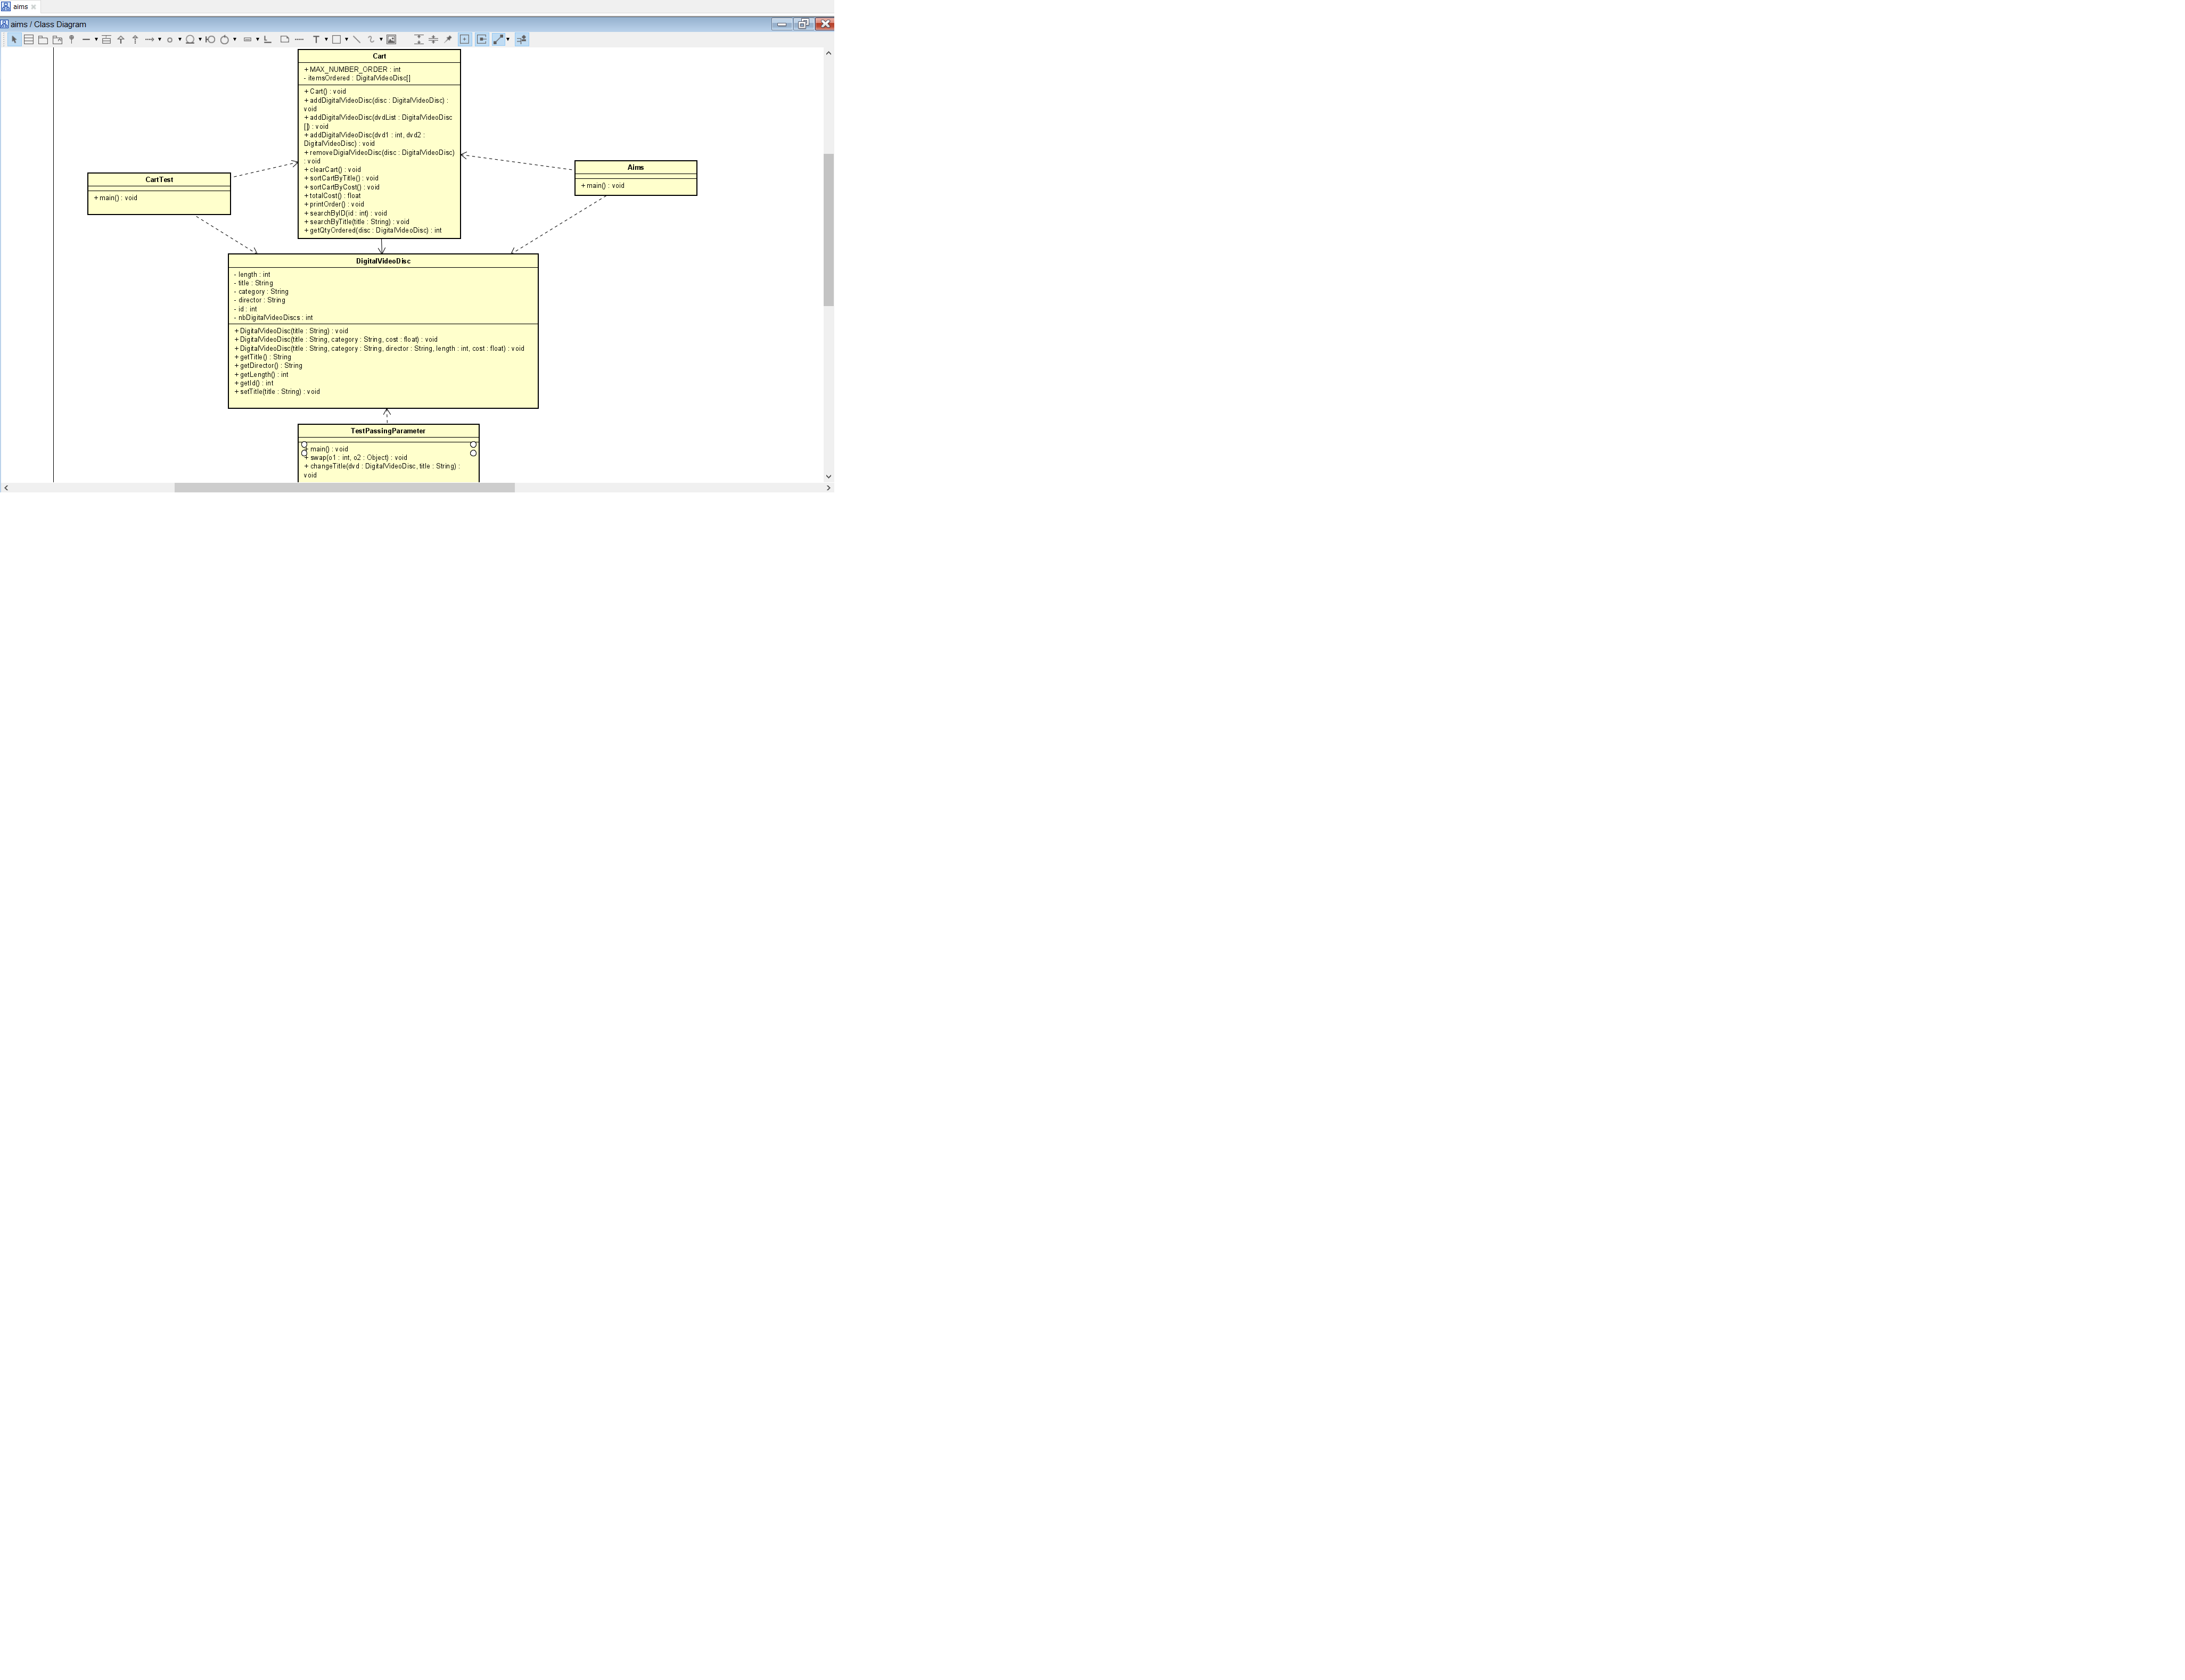 aims
aims / Class Diagram
Cart
+ MAX_NUMBER_ORDER : int
- itemsOrdered : DigitalVideoDisc[]
+ Cart() : void
+ addDigitalVideoDisc(disc : DigitalVideoDisc) :
void
+ addDigitalVideoDisc(dvdList : DigitalVideoDisc
[]) : void
+ addDigitalVideoDisc(dvd1 : int, dvd2 :
DigitalVideoDisc) : void
+ removeDigialVideoDisc(disc : DigitalVideoDisc)
: void
+ clearCart() : void
+ sortCartByTitle() : void
+ sortCartByCost() : void
+ totalCost() : float
+ printOrder() : void
+ searchByID(id : int) : void
+ searchByTitle(title : String) : void
+ getQtyOrdered(disc : DigitalVideoDisc) : int
CartTest
+ main() : void
Aims
+ main() : void
DigitalVideoDisc
- length : int
- title : String
- category : String
- director : String
- id : int
- nbDigitalVideoDiscs : int
+ DigitalVideoDisc(title : String) : void
+ DigitalVideoDisc(title : String, category : String, cost : float) : void
+ DigitalVideoDisc(title : String, category : String, director : String, length : int, cost : float) : void
+ getTitle() : String
+ getDirector() : String
+ getLength() : int
+ getId() : int
+ setTitle(title : String) : void
TestPassingParameter
+ main() : void
+ swap(o1 : int, o2 : Object) : void
+ changeTitle(dvd : DigitalVideoDisc, title : String) :
void